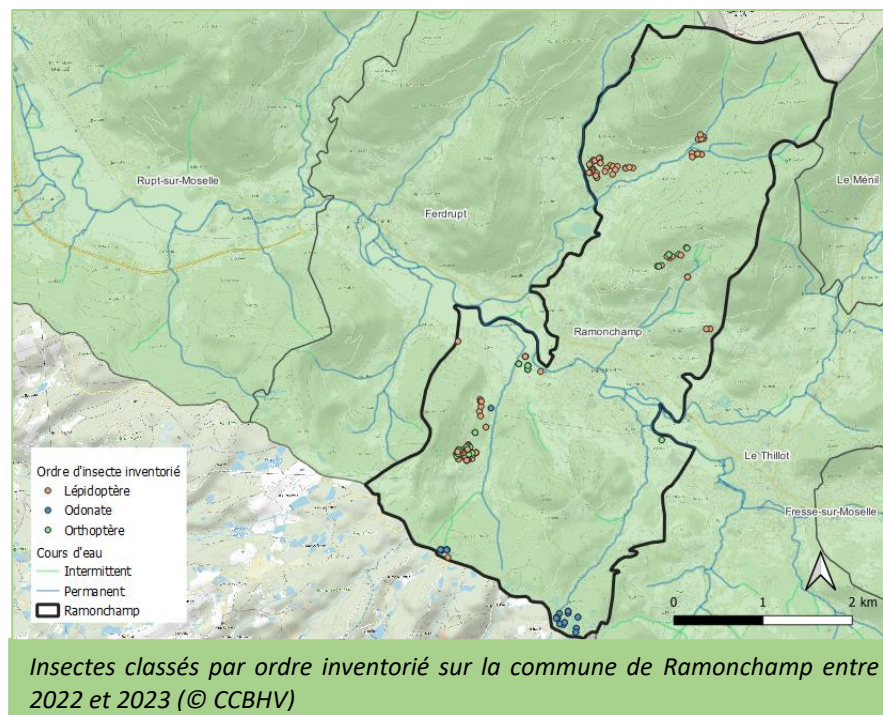 Rupt-sur-Moselle
Ferdrupt
Le Ménil
Ramonchamp
Le Thillot
Fresse-sur-Moselle
Ordre d'insecte inventorié
Lépidoptère
Odonate
Orthoptère
Cours d'eau
Intermittent
Permanent
Ramonchamp
0 1 2 km
Insectes classés par ordre inventorié sur la commune de Ramonchamp entre
2022 et 2023 (© CCBHV)